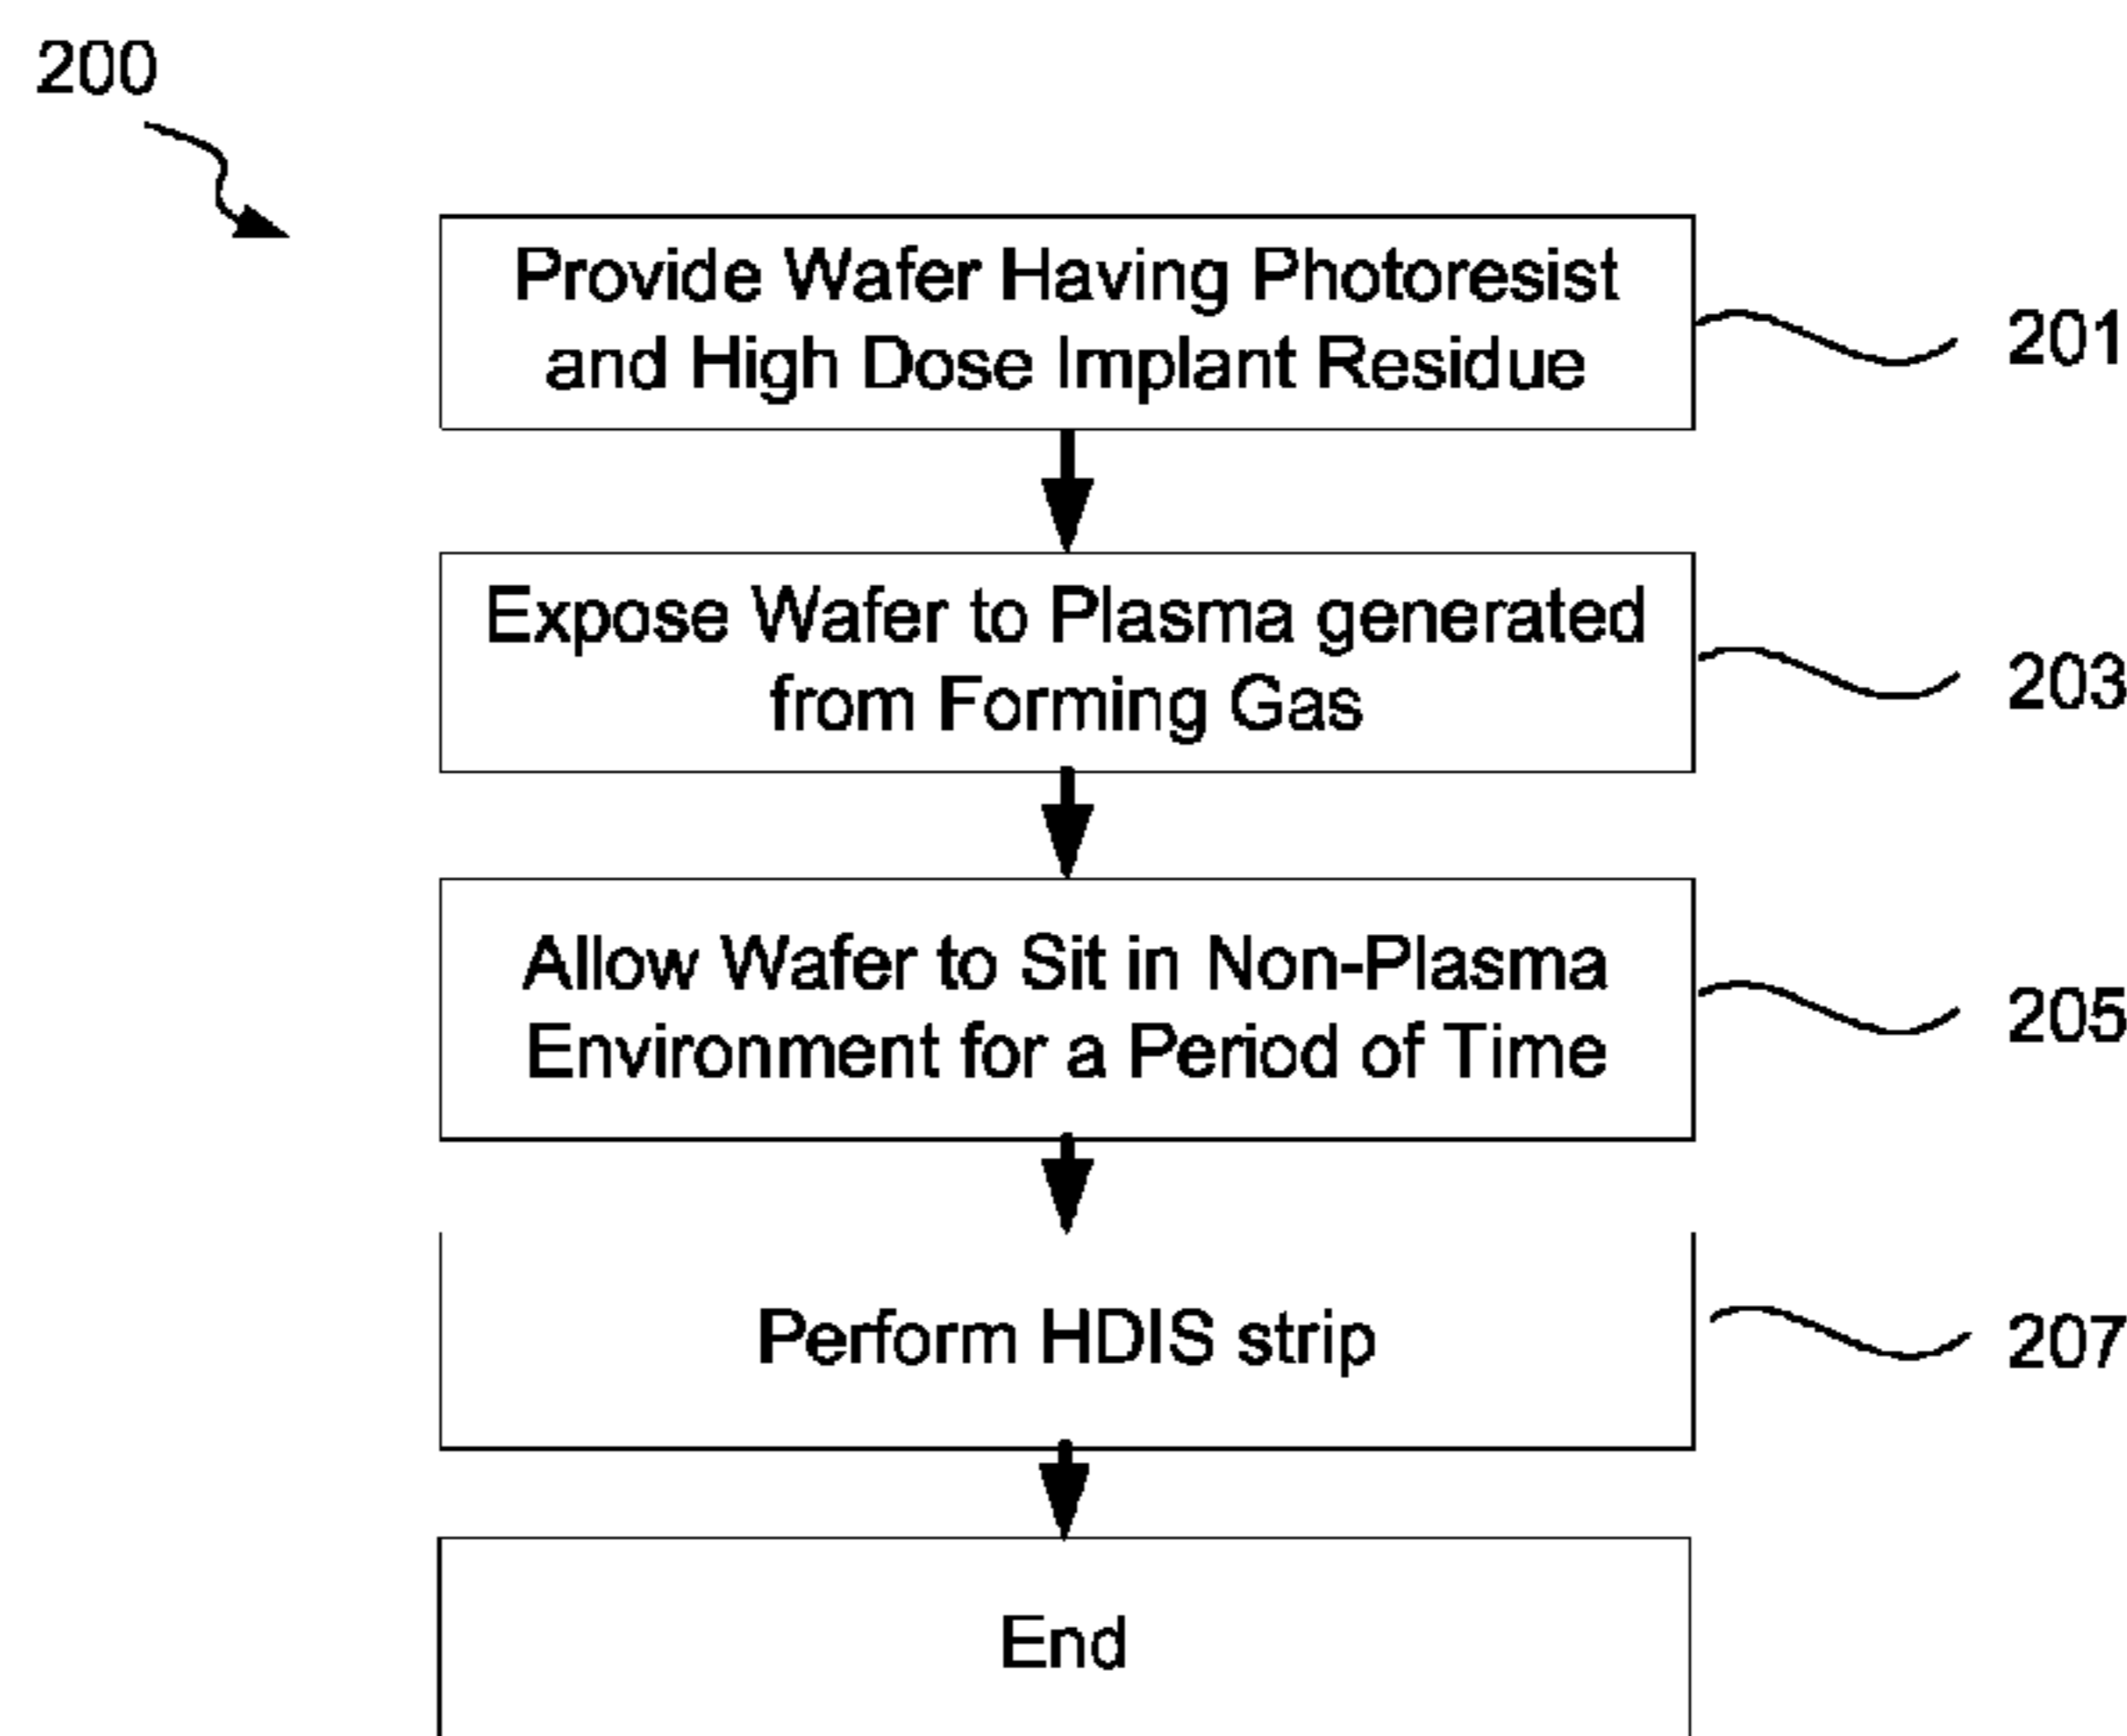 200
Provide Wafer Having Photoresist
and High Dose Implant Residue
201
Expose Wafer to Plasma generated
from Forming Gas
203
Allow Wafer to Sit in Non-Plasma
Environment for a Period of Time
205
Perform HDIS strip
207
End